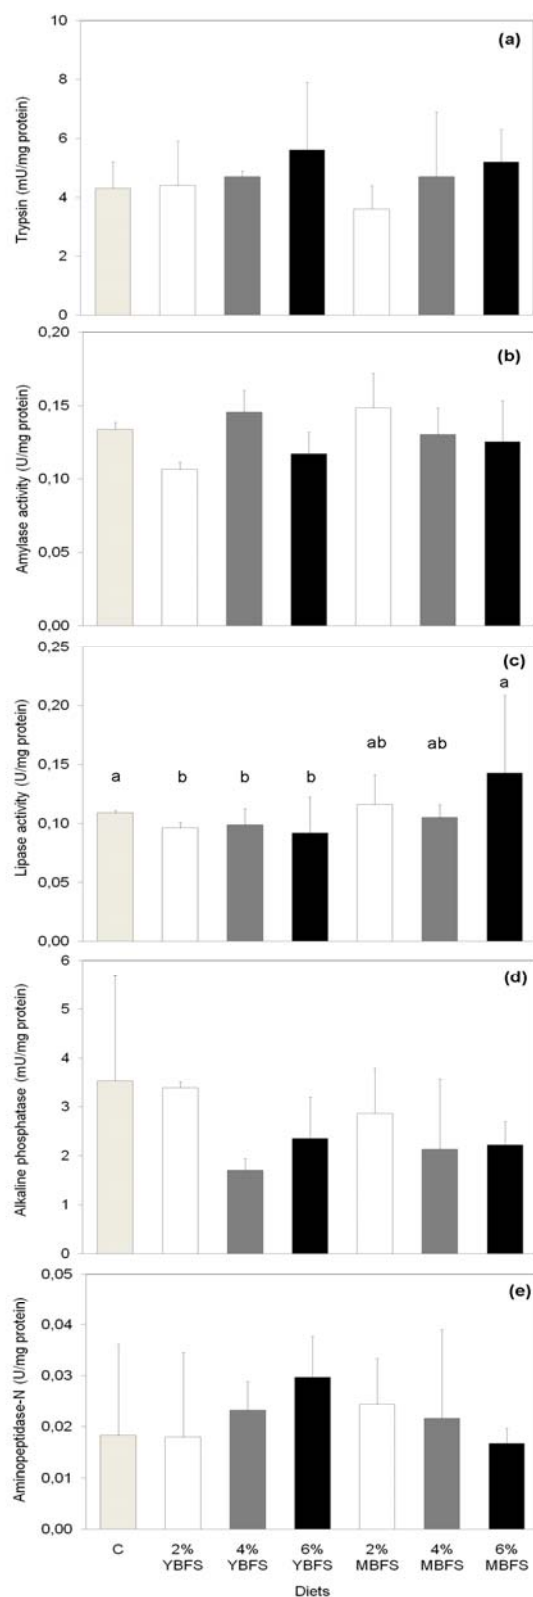 10
(a)
8
6
4
2
0
Trypsin (mU/mg protein)
0,20
(b)
0,15
0,10
0,05
0,00
Amylase activity (U/mg protein)
0,25
(c)
a
0,20
ab ab
0,15
a b b b
0,10
0,05
0,00
Lipase activity (U/mg protein)
6
(d)
5
4
3
2
1
0
Alkaline phosphatase (mU/mg protein)
0,05
(e)
0,04
0,03
0,02
0,01
0,00
Aminopeptidase-N (U/mg protein)
C 2% 4% 6% 2% 4% 6%
YBFS YBFS YBFS MBFS MBFS MBFS
Diets